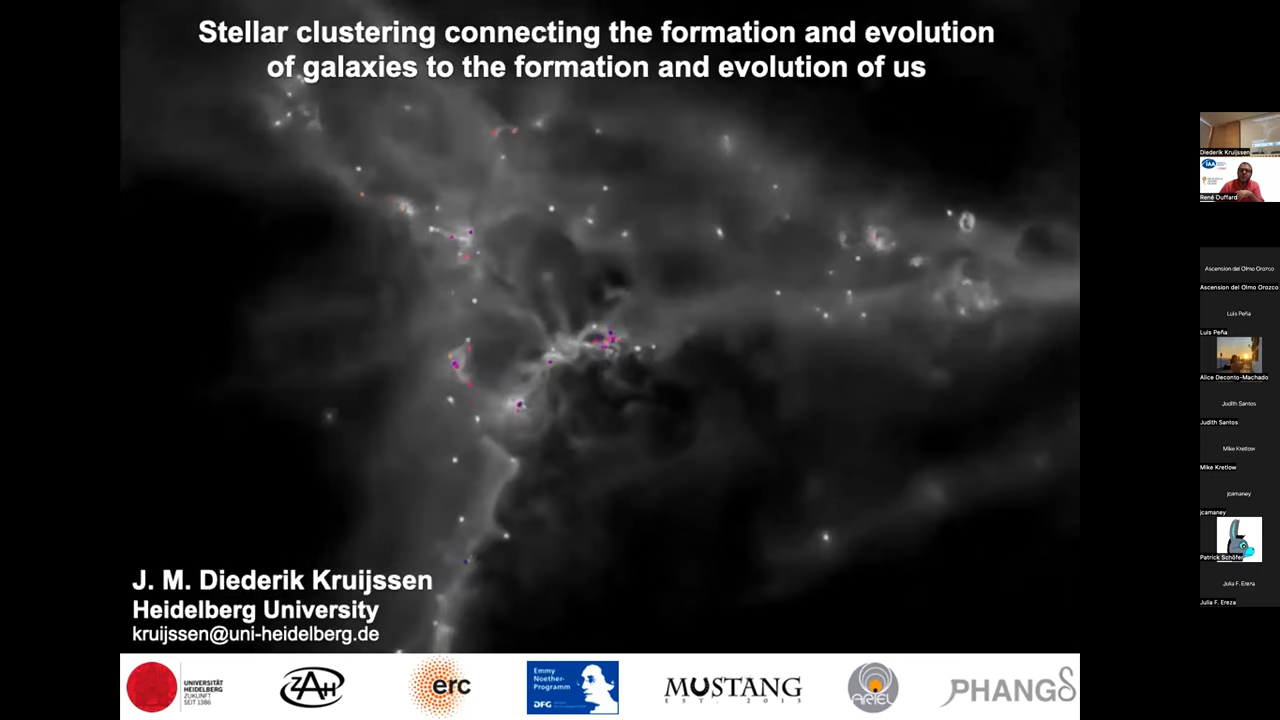 Stellar clustering connecting the formation and evolution
of galaxies to the formation and evolution of us
J. M. Diederik Kruijssen
Heidelberg University
kruijssen@uni-heidelberg.de
UNIVERSITÄT
HEIDELBERG
ZUKUNFT
SEIT 1386
ZAH
erc
Emmy
Noether-
Programm
DFG
MUSTANG
EST. 2015
ARIEL
PHANGS
Diederik Kruijssen
IAA
René Duffard
Ascension del Olmo Orozco
Ascension del Olmo Orozco
Luis Peña
Luis Peña
Alice Deconto-Machado
Judith Santos
Judith Santos
Mike Kretlow
Mike Kretlow
jcamaney
jcamaney
Patrick Schöfer
Julia F. Ereza
Julia F. Ereza